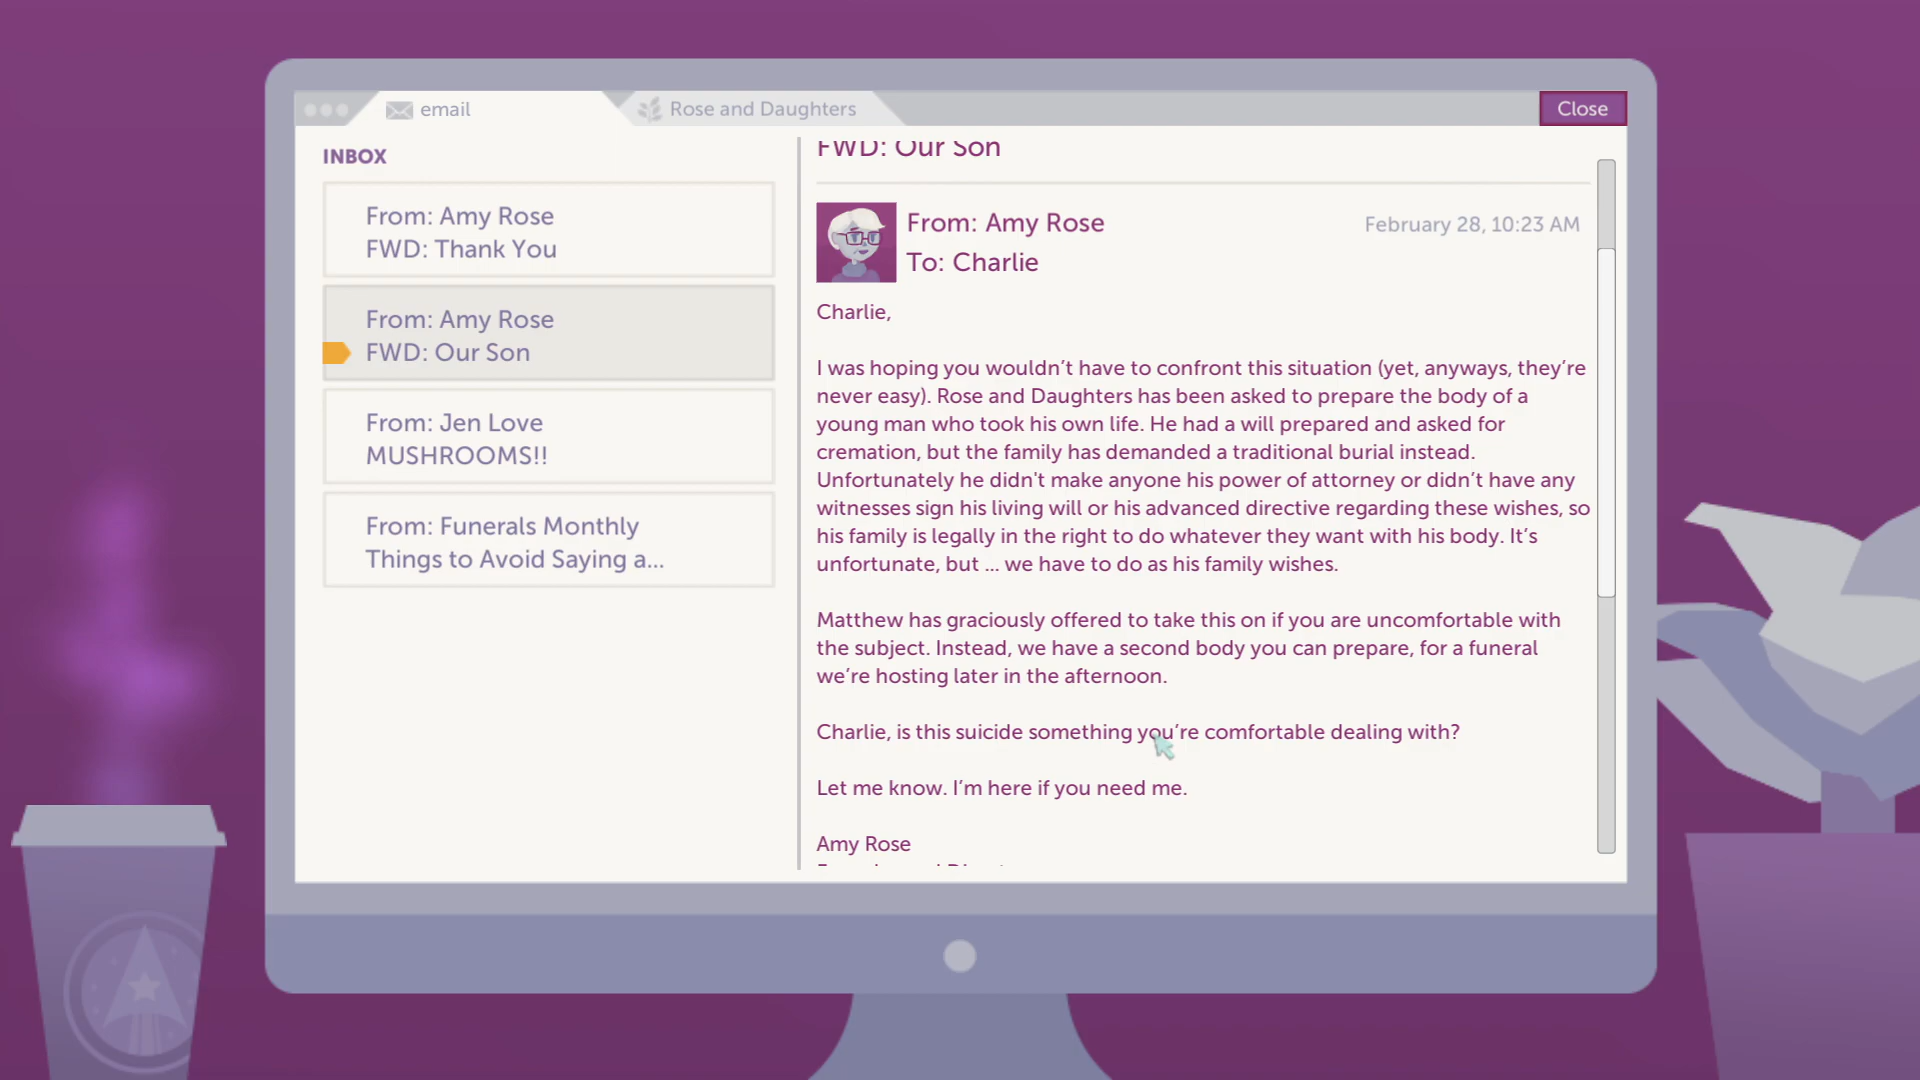 email
Rose and Daughters
Close
INBOX
From: Amy Rose
FWD: Thank You
From: Amy Rose
FWD: Our Son
From: Jen Love
MUSHROOMS!!
From: Funerals Monthly
Things to Avoid Saying a...
FWD: Our Son
From: Amy Rose
February 28, 10:23 AM
To: Charlie
Charlie,
I was hoping you wouldn’t have to confront this situation (yet, anyways, they’re
never easy). Rose and Daughters has been asked to prepare the body of a
young man who took his own life. He had a will prepared and asked for
cremation, but the family has demanded a traditional burial instead.
Unfortunately he didn't make anyone his power of attorney or didn’t have any
witnesses sign his living will or his advanced directive regarding these wishes, so
his family is legally in the right to do whatever they want with his body. It’s
unfortunate, but ... we have to do as his family wishes.
Matthew has graciously offered to take this on if you are uncomfortable with
the subject. Instead, we have a second body you can prepare, for a funeral
we’re hosting later in the afternoon.
Charlie, is this suicide something you’re comfortable dealing with?
Let me know. I’m here if you need me.
Amy Rose